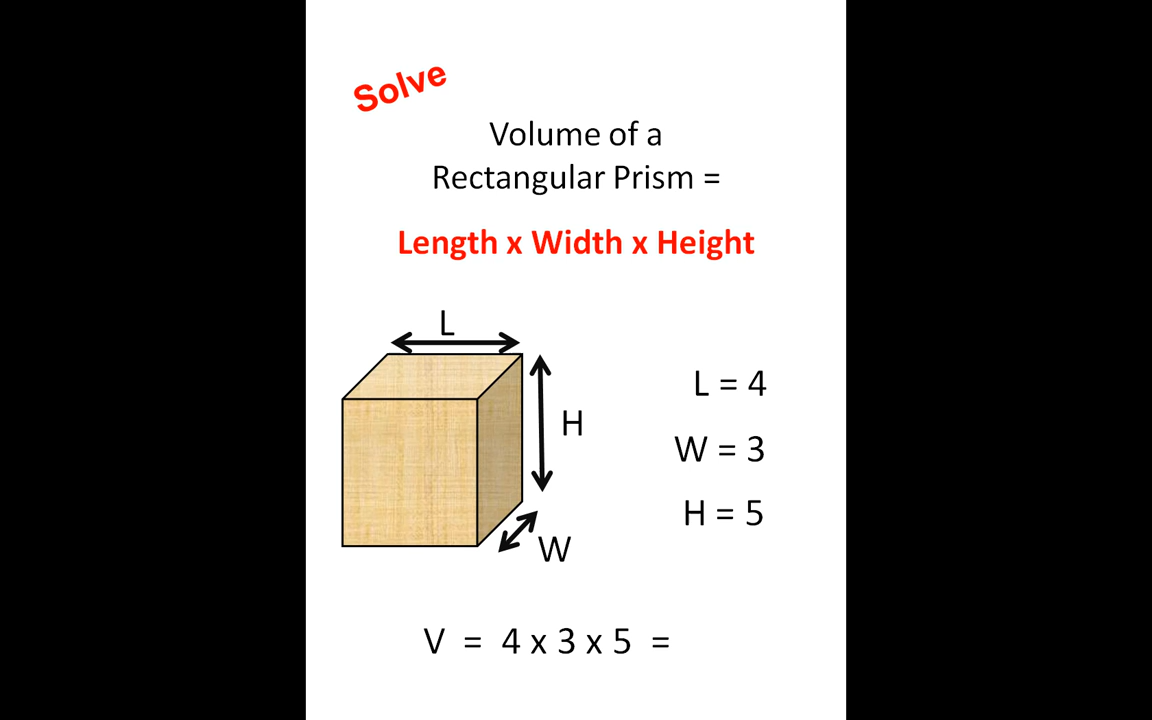 Solve
Volume of a
Rectangular Prism =
Length x Width x Height
L
H
W
L = 4
W = 3
H = 5
V = 4 x 3 x 5 =